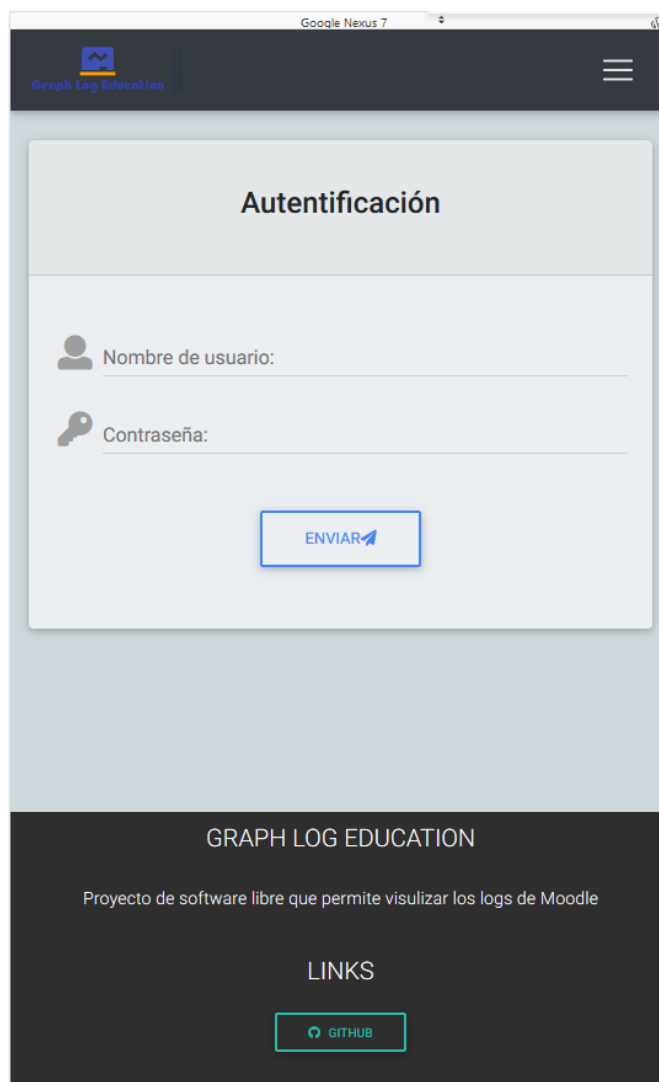 Google Nexus 7
Graph Log Education
Autentificación
Nombre de usuario:
Contraseña:
ENVIAR
GRAPH LOG EDUCATION
Proyecto de software libre que permite visulizar los logs de Moodle
LINKS
GITHUB